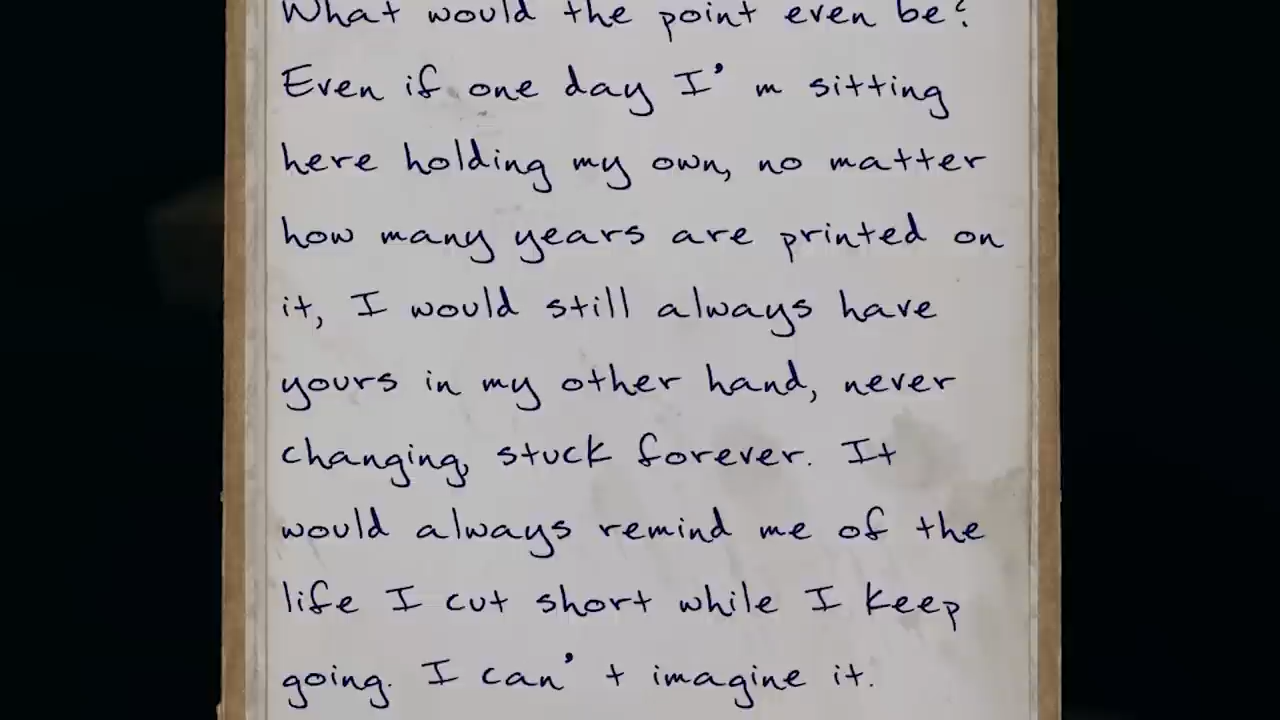 What would the point even be?
Even if one day I'm sitting
here holding my own, no matter
how many years are printed on
it, I would still always have
yours in my other hand, never
changing, stuck forever. It
would always remind me of the
life I cut short while I keep
going. I can't imagine it.